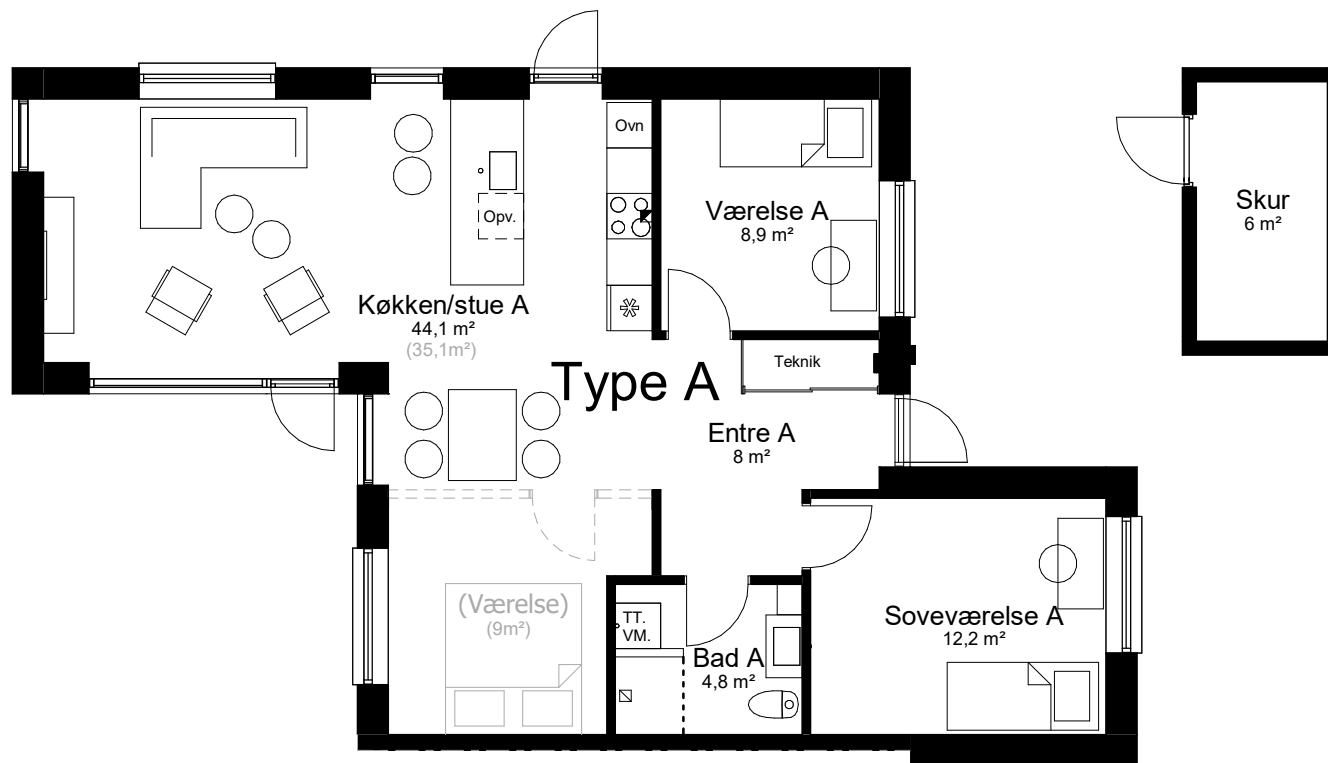 Ovn
Opv.
Værelse A
8,9 m²
Skur
6 m²
Køkken/stue A
44,1 m²
(35,1m²)
Type A
Teknik
Entre A
8 m²
(Værelse)
(9m²)
TT.
VM.
Bad A
4,8 m²
Soveværelse A
12,2 m²